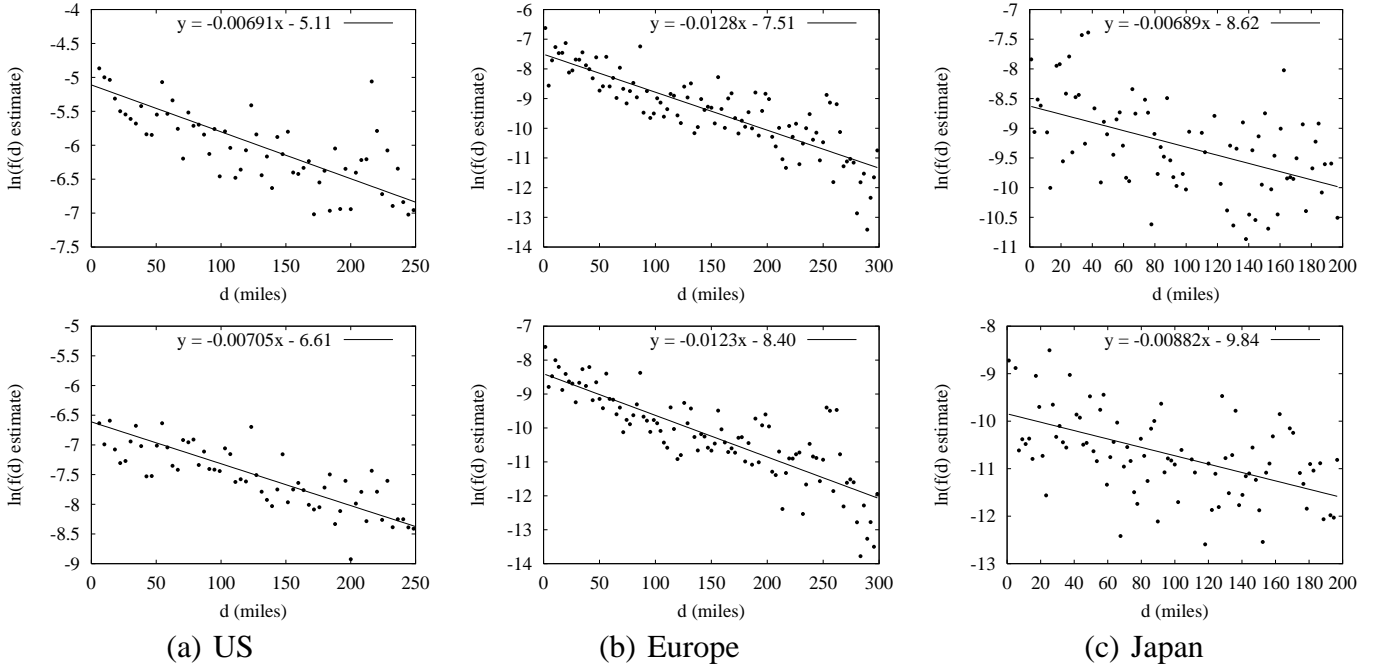 y = -0.00691x - 5.11
-4
-4.5
-5
-5.5
-6
-6.5
-7
-7.5
ln(f(d) estimate)
0 50 100 150 200 250
d (miles)
y = -0.0128x - 7.51
-6
-7
-8
-9
-10
-11
-12
-13
-14
ln(f(d) estimate)
0 50 100 150 200 250 300
d (miles)
y = -0.00689x - 8.62
-7
-7.5
-8
-8.5
-9
-9.5
-10
-10.5
-11
ln(f(d) estimate)
0 20 40 60 80 100 120 140 160 180 200
d (miles)
y = -0.00705x - 6.61
-5
-5.5
-6
-6.5
-7
-7.5
-8
-8.5
-9
ln(f(d) estimate)
0 50 100 150 200 250
d (miles)
y = -0.0123x - 8.40
-7
-8
-9
-10
-11
-12
-13
-14
ln(f(d) estimate)
0 50 100 150 200 250 300
d (miles)
y = -0.00882x - 9.84
-8
-9
-10
-11
-12
-13
ln(f(d) estimate)
0 20 40 60 80 100 120 140 160 180 200
d (miles)
(a) US
(b) Europe
(c) Japan